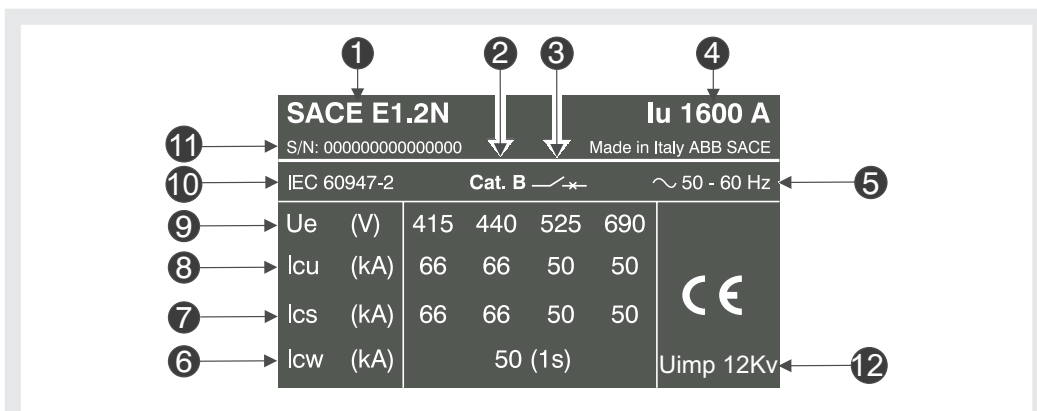 1 2 3 4
SACE E1.2N Iu 1600 A
11 S/N: 000000000000000 Made in Italy ABB SACE
10 IEC 60947-2 Cat. B 50 - 60 Hz 5
9 Ue (V) 415 440 525 690
8 Icu (kA) 66 66 50 50
CE
7 Ics (kA) 66 66 50 50
6 Icw (kA) 50 (1s) Uimp 12Kv 12